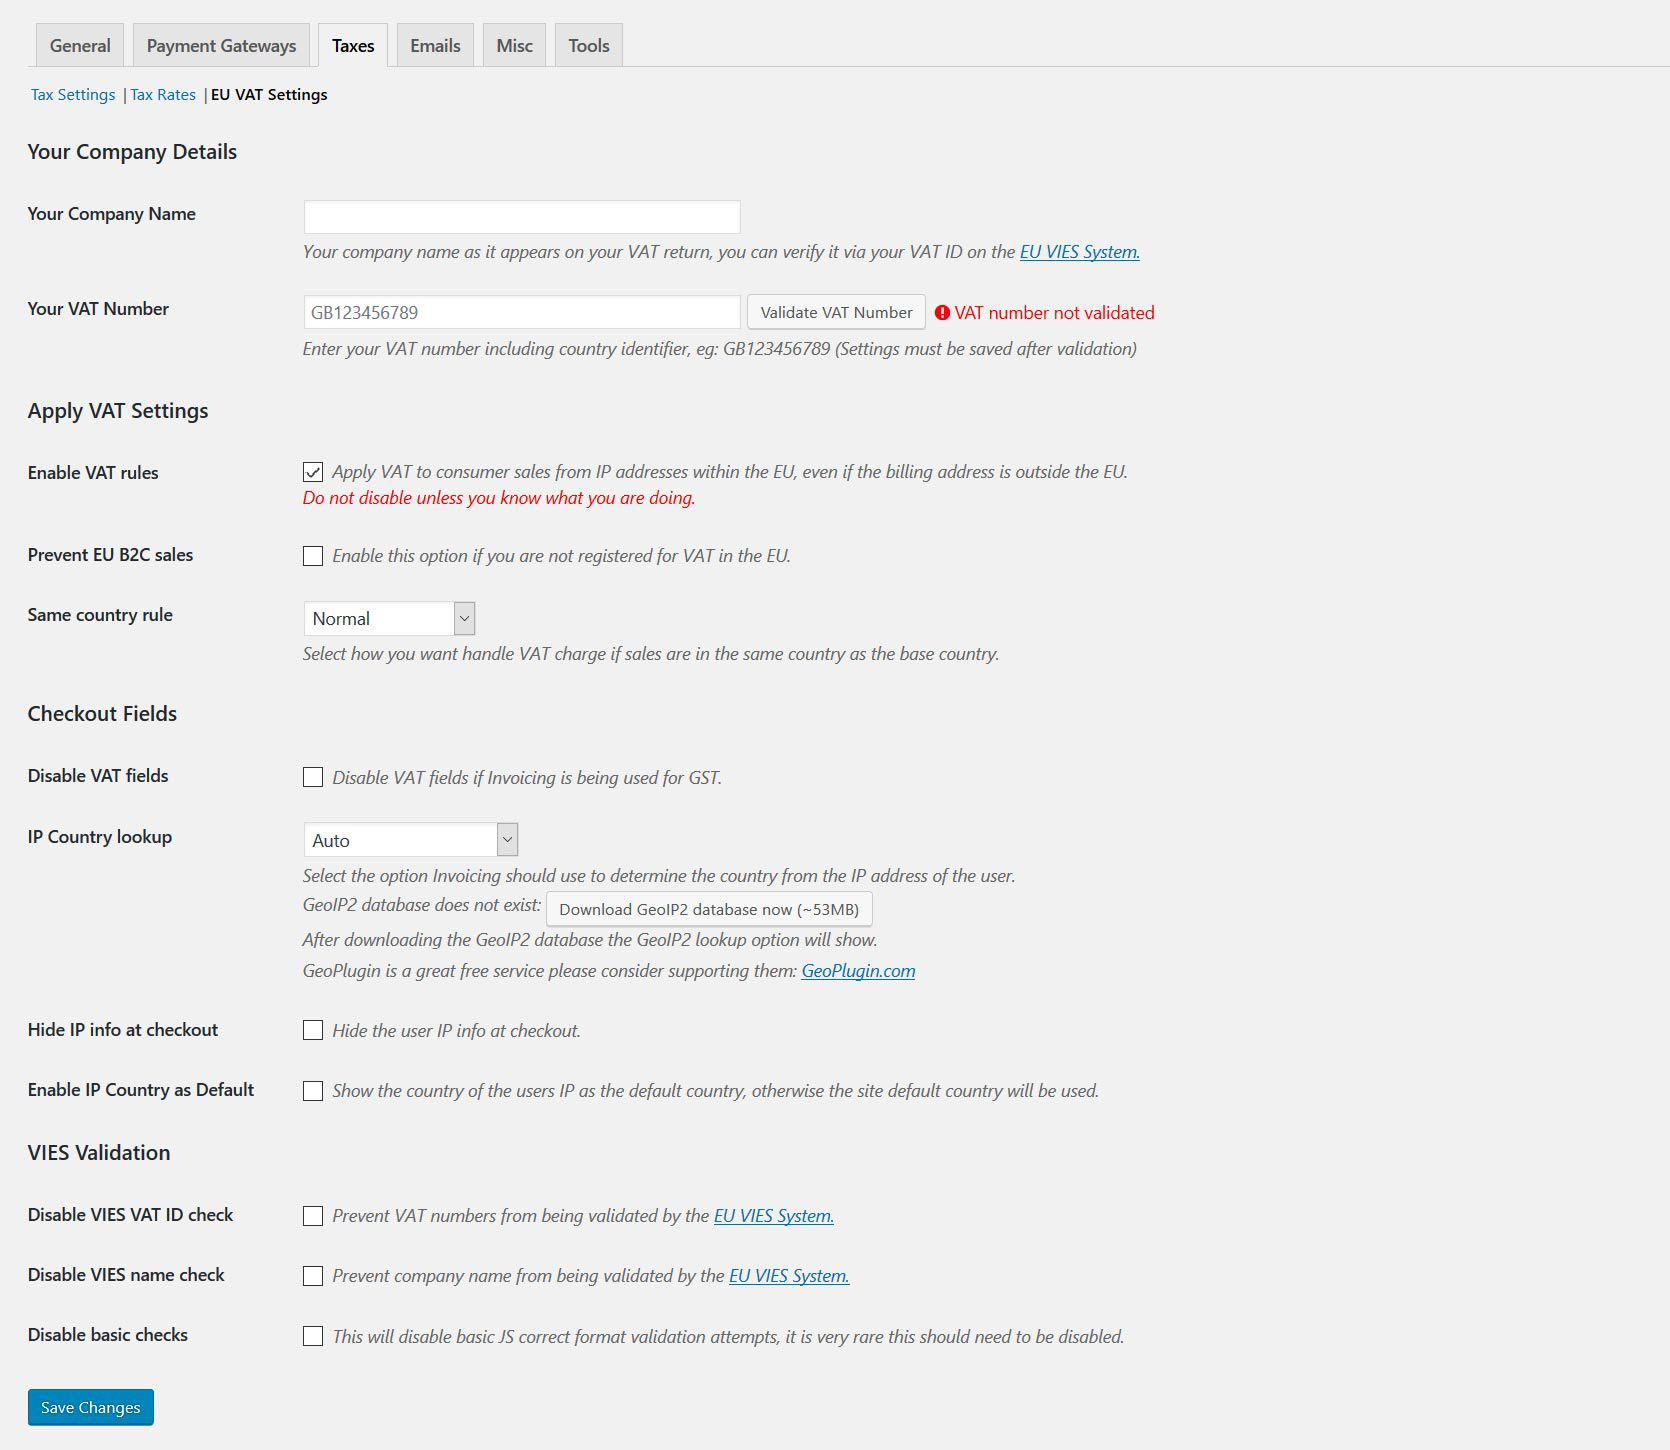 General
Payment Gateways
Taxes
Emails
Misc
Tools
Tax Settings | Tax Rates | EU VAT Settings
Your Company Details
Your Company Name
Your company name as it appears on your VAT return, you can verify it via your VAT ID on the EU VIES System.
Your VAT Number
GB123456789
Validate VAT Number
VAT number not validated
Enter your VAT number including country identifier, eg: GB123456789 (Settings must be saved after validation)
Apply VAT Settings
Enable VAT rules
Apply VAT to consumer sales from IP addresses within the EU, even if the billing address is outside the EU.
Do not disable unless you know what you are doing.
Prevent EU B2C sales
Enable this option if you are not registered for VAT in the EU.
Same country rule
Normal
Select how you want handle VAT charge if sales are in the same country as the base country.
Checkout Fields
Disable VAT fields
Disable VAT fields if Invoicing is being used for GST.
IP Country lookup
Auto
Select the option Invoicing should use to determine the country from the IP address of the user.
GeoIP2 database does not exist: Download GeoIP2 database now (~53MB)
After downloading the GeoIP2 database the GeoIP2 lookup option will show.
GeoPlugin is a great free service please consider supporting them: GeoPlugin.com
Hide IP info at checkout
Hide the user IP info at checkout.
Enable IP Country as Default
Show the country of the users IP as the default country, otherwise the site default country will be used.
VIES Validation
Disable VIES VAT ID check
Prevent VAT numbers from being validated by the EU VIES System.
Disable VIES name check
Prevent company name from being validated by the EU VIES System.
Disable basic checks
This will disable basic JS correct format validation attempts, it is very rare this should need to be disabled.
Save Changes